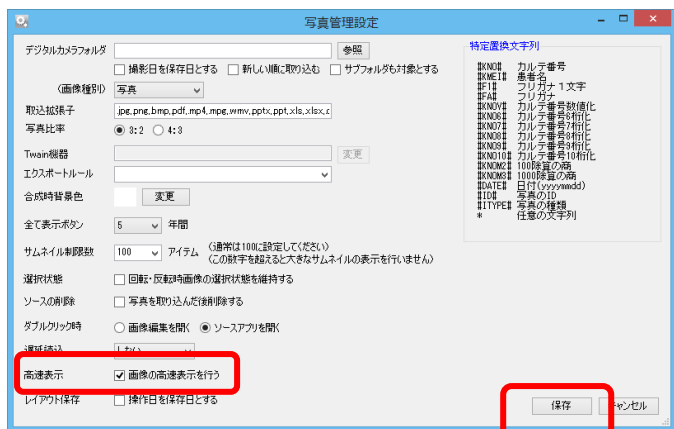 写真管理設定
デジタルカメラフォルダ 参照
撮影日を保存日とする 新しい順に取り込む サブフォルダも対象とする
(画像種別) 写真
取込拡張子 jpg,png,bmp,pdf,mp4,mpg,wmv,pptx,ppt,xls,xlsx,
写真比率 3:2 4:3
Twain機器 変更
エクスポートルール
合成時背景色 変更
全て表示ボタン 5 年間
サムネイル制限数 100 アイテム (通常は100に設定してください)
(この数字を超えると大きなサムネイルの表示を行いません)
選択状態 回転・反転時画像の選択状態を維持する
ソースの削除 写真を取り込んだ後削除する
ダブルクリック時 画像編集を開く ソースアプリを開く
遅延読込 しない
高速表示 画像の高速表示を行う
レイアウト保存 操作日を保存日とする
特定置換文字列
#KNO# カルテ番号
#KMEI# 患者名
#F1# フリガナ1文字
#FA# フリガナ
#KNOV# カルテ番号数値化
#KNO6# カルテ番号6桁化
#KNO7# カルテ番号7桁化
#KNO8# カルテ番号8桁化
#KNO9# カルテ番号9桁化
#KNO10# カルテ番号10桁化
#KNOM2# 100除算の商
#KNOM3# 1000除算の商
#DATE# 日付(yyyymmdd)
#ID# 写真のID
#ITYPE# 写真の種類
* 任意の文字列
保存 キャンセル